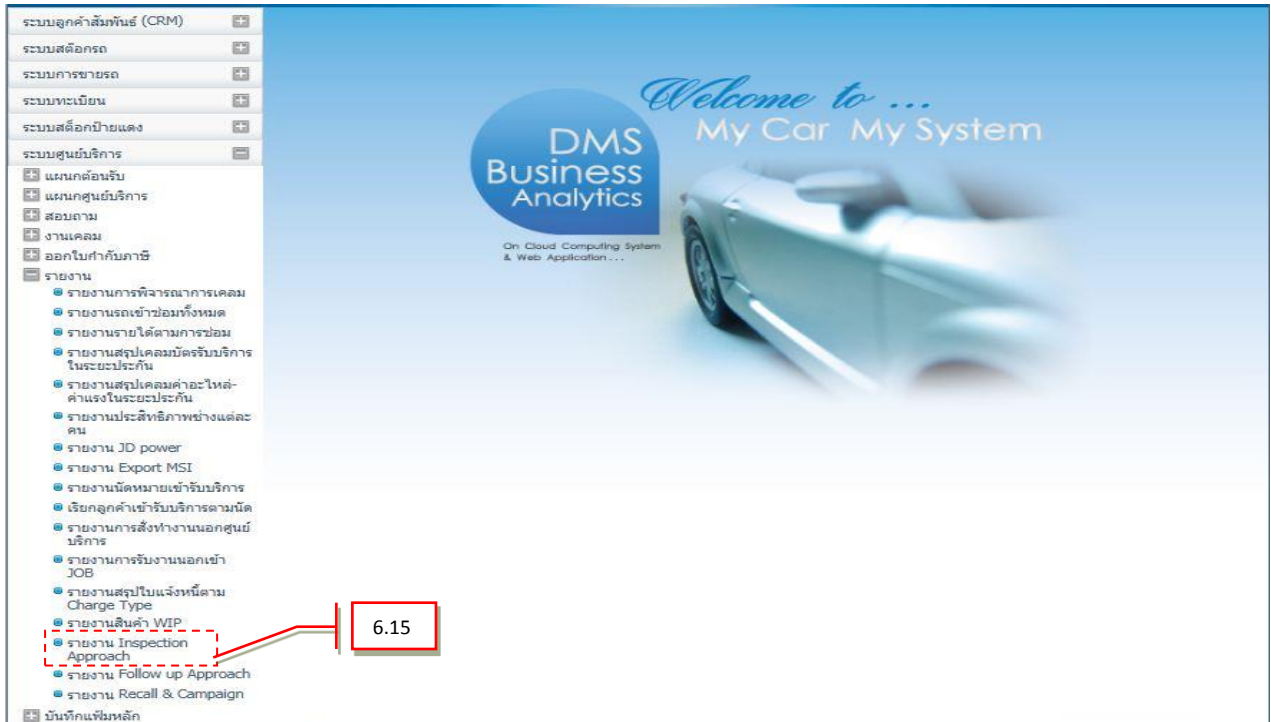 ระบบลูกค้าสัมพันธ์ (CRM)
ระบบสต๊อกรถ
ระบบการขายรถ
ระบบทะเบียน
ระบบสต็อกป้ายแดง
ระบบศูนย์บริการ
แผนกต้อนรับ
แผนกศูนย์บริการ
สอบถาม
งานเคลม
ออกใบกำกับภาษี
รายงาน
รายงานการพิจารณาการเคลม
รายงานรถเข้าซ่อมทั้งหมด
รายงานรายได้ตามการซ่อม
รายงานสรุปเคลมบัตรรับบริการ
ในระยะประกัน
รายงานสรุปเคลมค่าอะไหล่-
ค่าแรงในระยะประกัน
รายงานประสิทธิภาพช่างแต่ละ
คน
รายงาน JD power
รายงาน Export MSI
รายงานนัดหมายเข้ารับบริการ
เรียกลูกค้าเข้ารับบริการตามนัด
รายงานการสั่งทำงานนอกศูนย์
บริการ
รายงานการรับงานนอกเข้า
JOB
รายงานสรุปใบแจ้งหนี้ตาม
Charge Type
รายงานสินค้า WIP
รายงาน Inspection
Approach
รายงาน Follow up Approach
รายงาน Recall & Campaign
บันทึกแฟ้มหลัก
Welcome to ...
My Car My System
DMS
Business
Analytics
On Cloud Computing System
& Web Application...
6.15